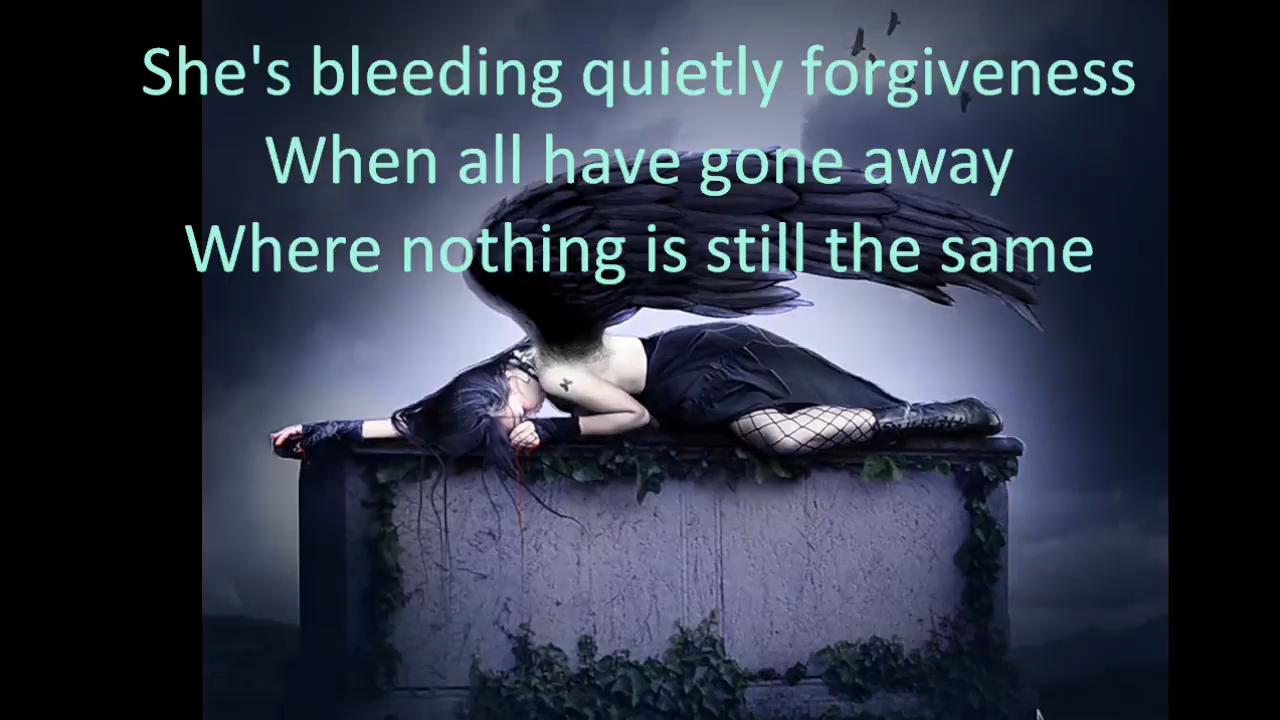 She's bleeding quietly forgiveness
When all have gone away
Where nothing is still the same